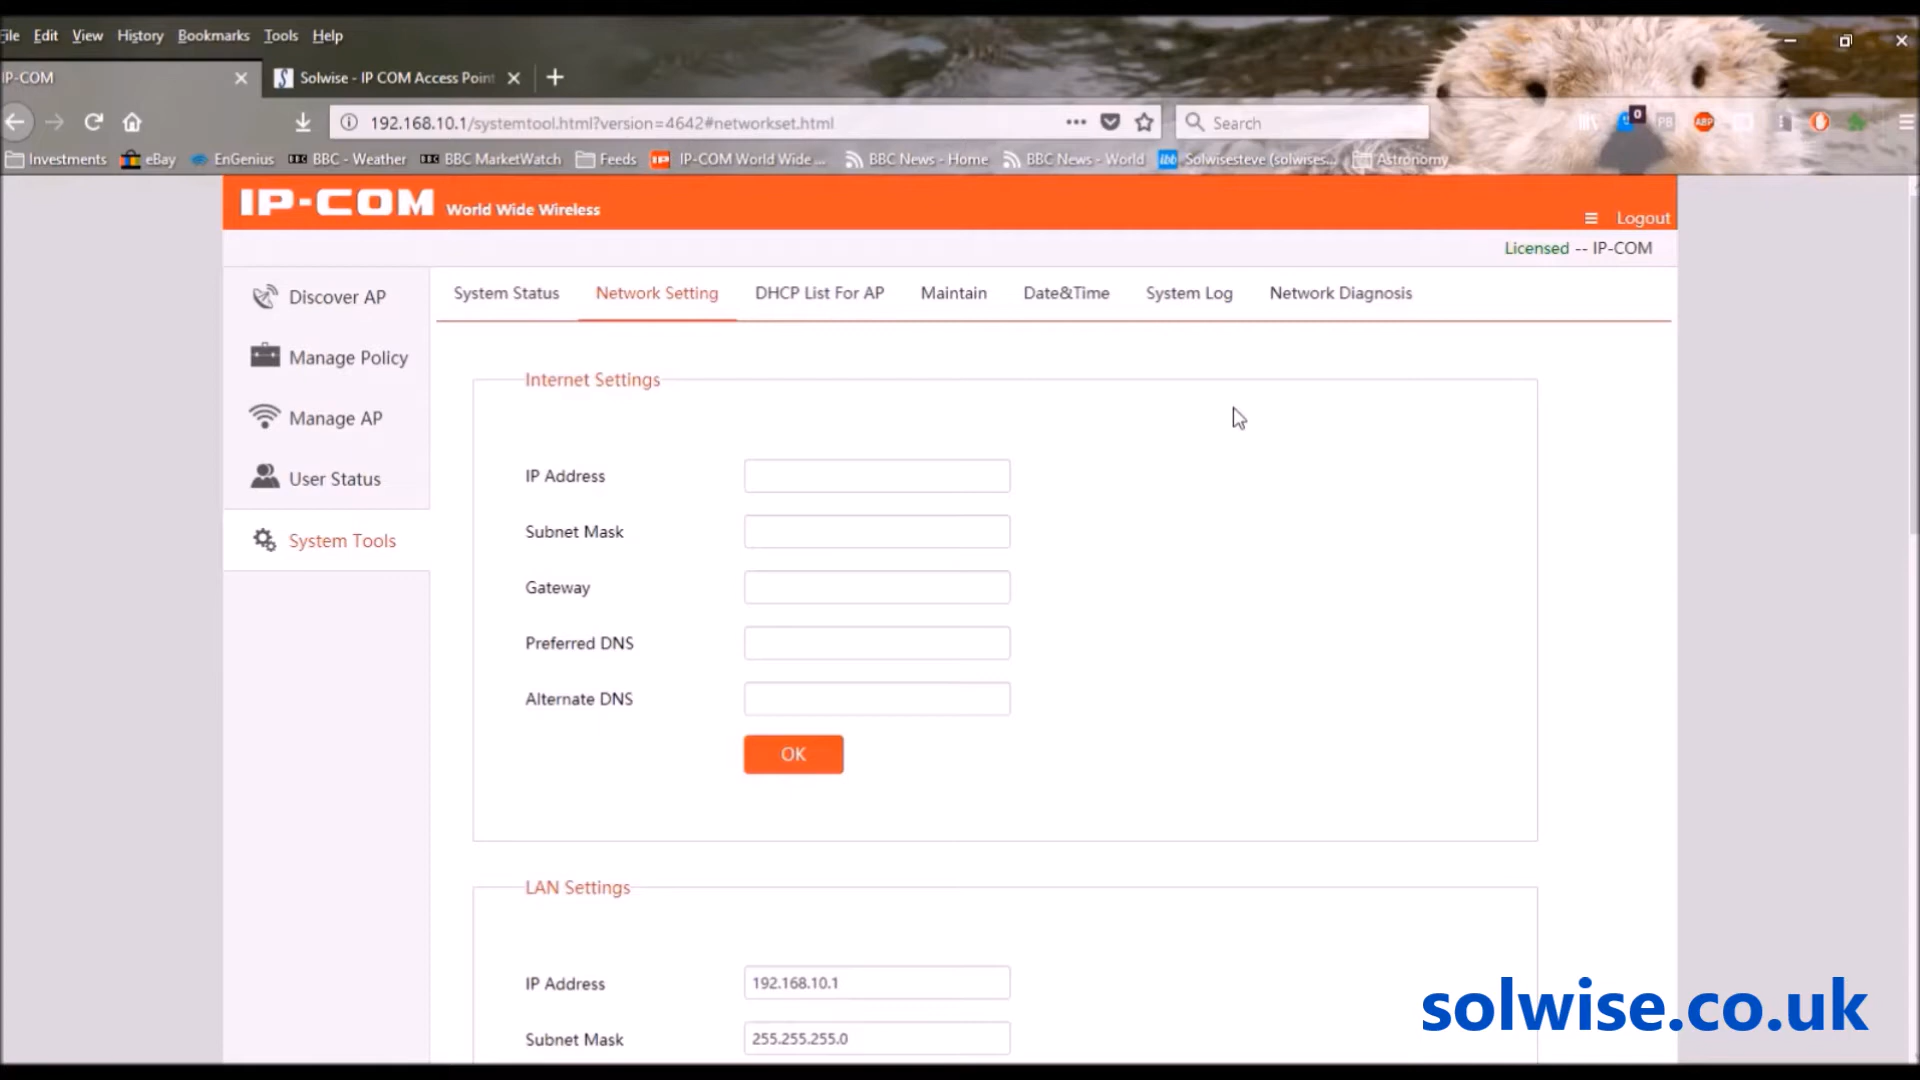 File Edit View History Bookmarks Tools Help
IP-COM
Solwise - IP COM Access Point
192.168.10.1/systemtool.html?version=4642#networkset.html
Search
0
PB
ABP
Investments eBay EnGenius BBC - Weather BBC MarketWatch Feeds IP-COM World Wide ... BBC News - Home BBC News - World Solwisesteve (solwises... Astronomy
IP-COM World Wide Wireless
Logout
Licensed -- IP-COM
Discover AP
Manage Policy
Manage AP
User Status
System Tools
System Status Network Setting DHCP List For AP Maintain Date&Time System Log Network Diagnosis
Internet Settings
IP Address
Subnet Mask
Gateway
Preferred DNS
Alternate DNS
OK
LAN Settings
IP Address 192.168.10.1
Subnet Mask 255.255.255.0
solwise.co.uk